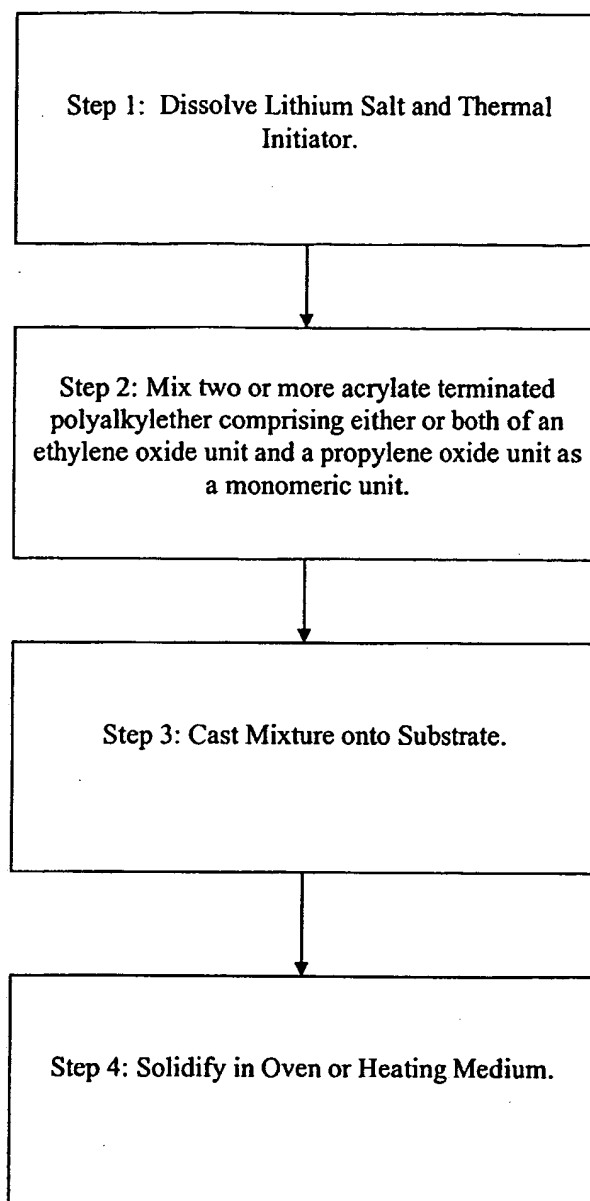 Step 1: Dissolve Lithium Salt and Thermal
Initiator.
Step 2: Mix two or more acrylate terminated
polyalkylether comprising either or both of an
ethylene oxide unit and a propylene oxide unit as
a monomeric unit.
Step 3: Cast Mixture onto Substrate.
Step 4: Solidify in Oven or Heating Medium.